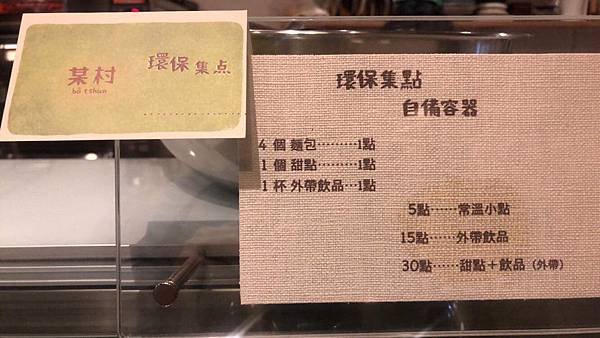 某村
bó͘ tshun
環保集点
環保集點
自備容器
4 個 麵包………1點
1 個 甜點………1點
1 杯 外帶飲品…1點
5點……常溫小點
15點……外帶飲品
30點……甜點＋飲品（外帶）